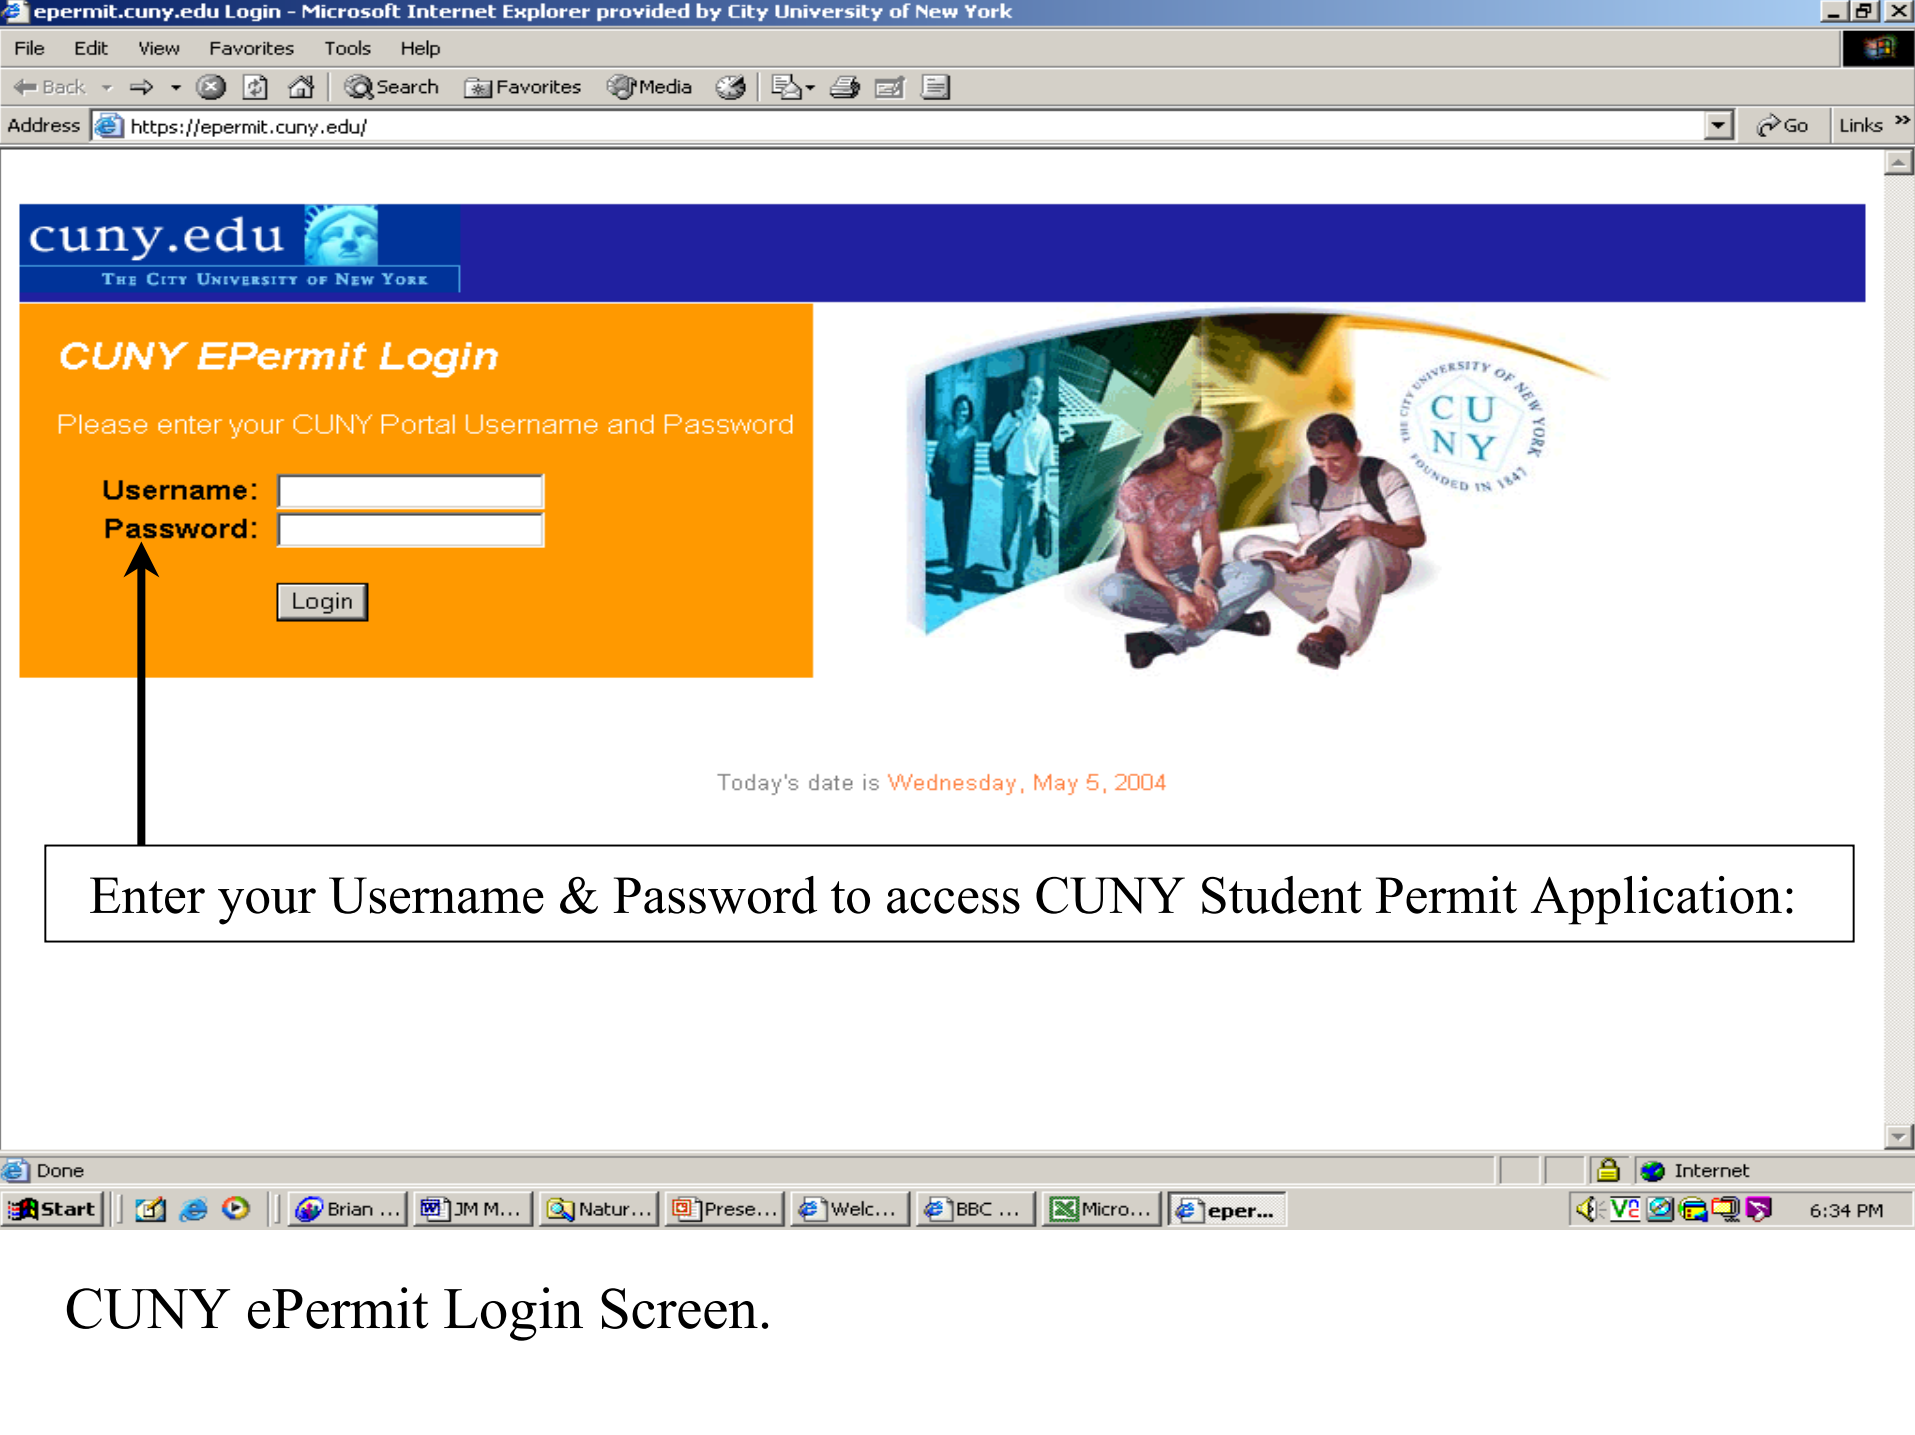 epermit.cuny.edu Login - Microsoft Internet Explorer provided by City University of New York
File Edit View Favorites Tools Help
Back Search Favorites Media
Address https://epermit.cuny.edu/ Go Links »
cuny.edu
THE CITY UNIVERSITY OF NEW YORK
CUNY EPermit Login
Please enter your CUNY Portal Username and Password
Username:
Password:
Login
THE CITY UNIVERSITY OF NEW YORK
CU
NY
FOUNDED IN 1847
Today's date is Wednesday, May 5, 2004
Enter your Username & Password to access CUNY Student Permit Application:
Done Internet
Start Brian ... JM M... Natur... Prese... Welc... BBC ... Micro... eper... 6:34 PM
CUNY ePermit Login Screen.